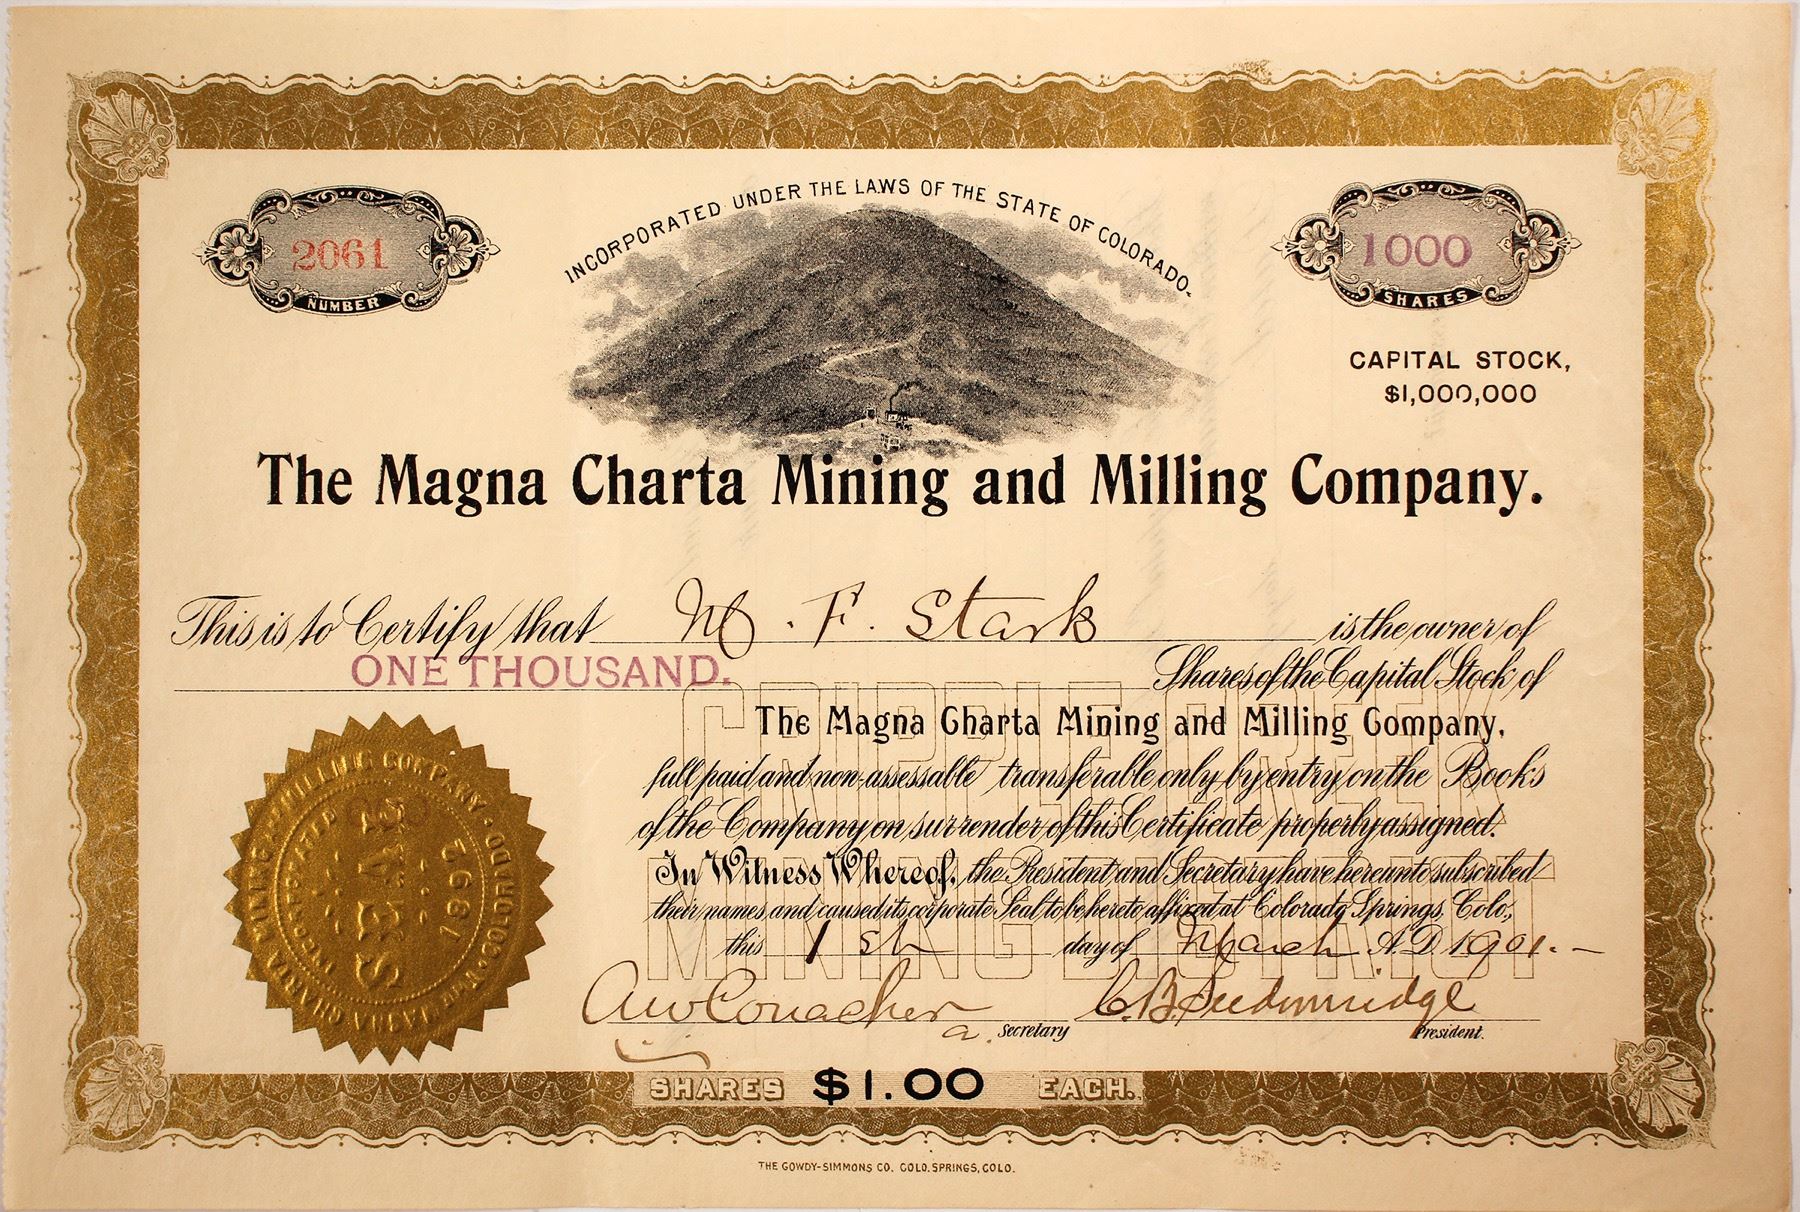 INCORPORATED UNDER THE LAWS OF THE STATE OF COLORADO.
2061
NUMBER
1000
SHARES
CAPITAL STOCK,
$1,000,000
The Magna Charta Mining and Milling Company.
This is to Certify that M. F. Stark is the owner of
ONE THOUSAND. Shares of the Capital Stock of
The Magna Charta Mining and Milling Company,
full paid and non-assessable transferable only by entry on the Books
of the Company on surrender of this Certificate properly assigned.
In Witness Whereof, the President and Secretary have hereunto subscribed
their names and caused its corporate Seal to be hereto affixed at Colorado Springs, Colo.,
this 1st day of March A.D. 1901.-
CRIPPLE CREEK
MINING DISTRICT
THE MAGNA CHARTA MINING & MILLING COMPANY · COLORADO ·
INCORPORATED
SEAL
1892
A W Conacher
a. Secretary
President.
SHARES $1.00 EACH.
THE GOWDY-SIMMONS CO. COLO. SPRINGS, COLO.